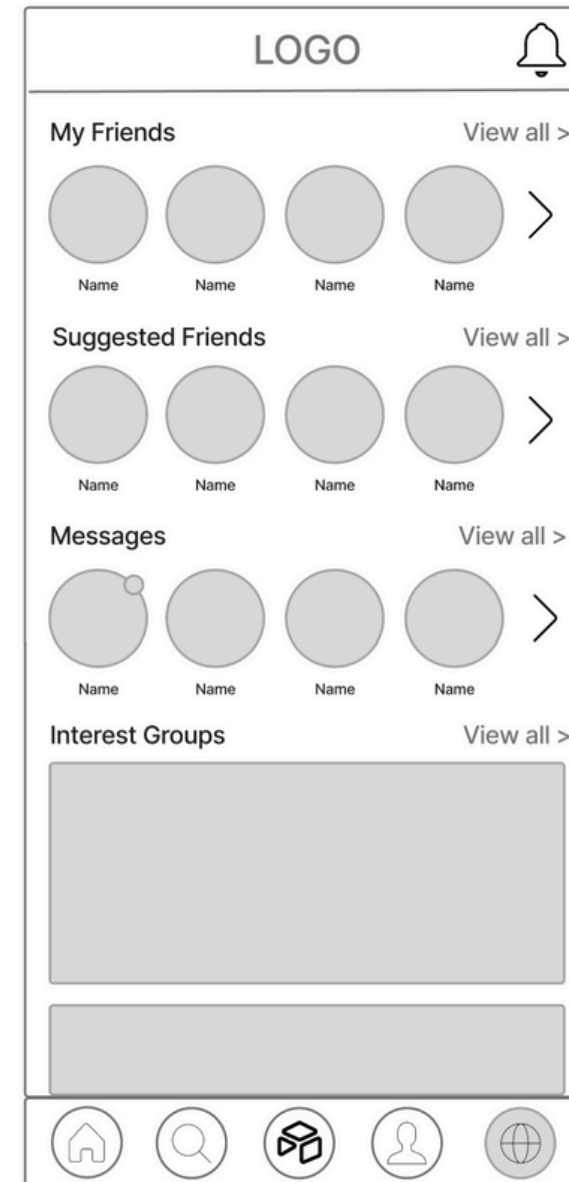 LOGO
My Friends View all >
Name Name Name Name
Suggested Friends View all >
Name Name Name Name
Messages View all >
Name Name Name Name
Interest Groups View all >